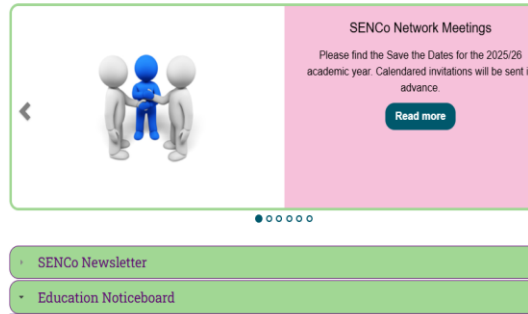 SENCo Network Meetings
Please find the Save the Dates for the 2025/26
academic year. Calendared invitations will be sent i
advance.
Read more
SENCo Newsletter
Education Noticeboard